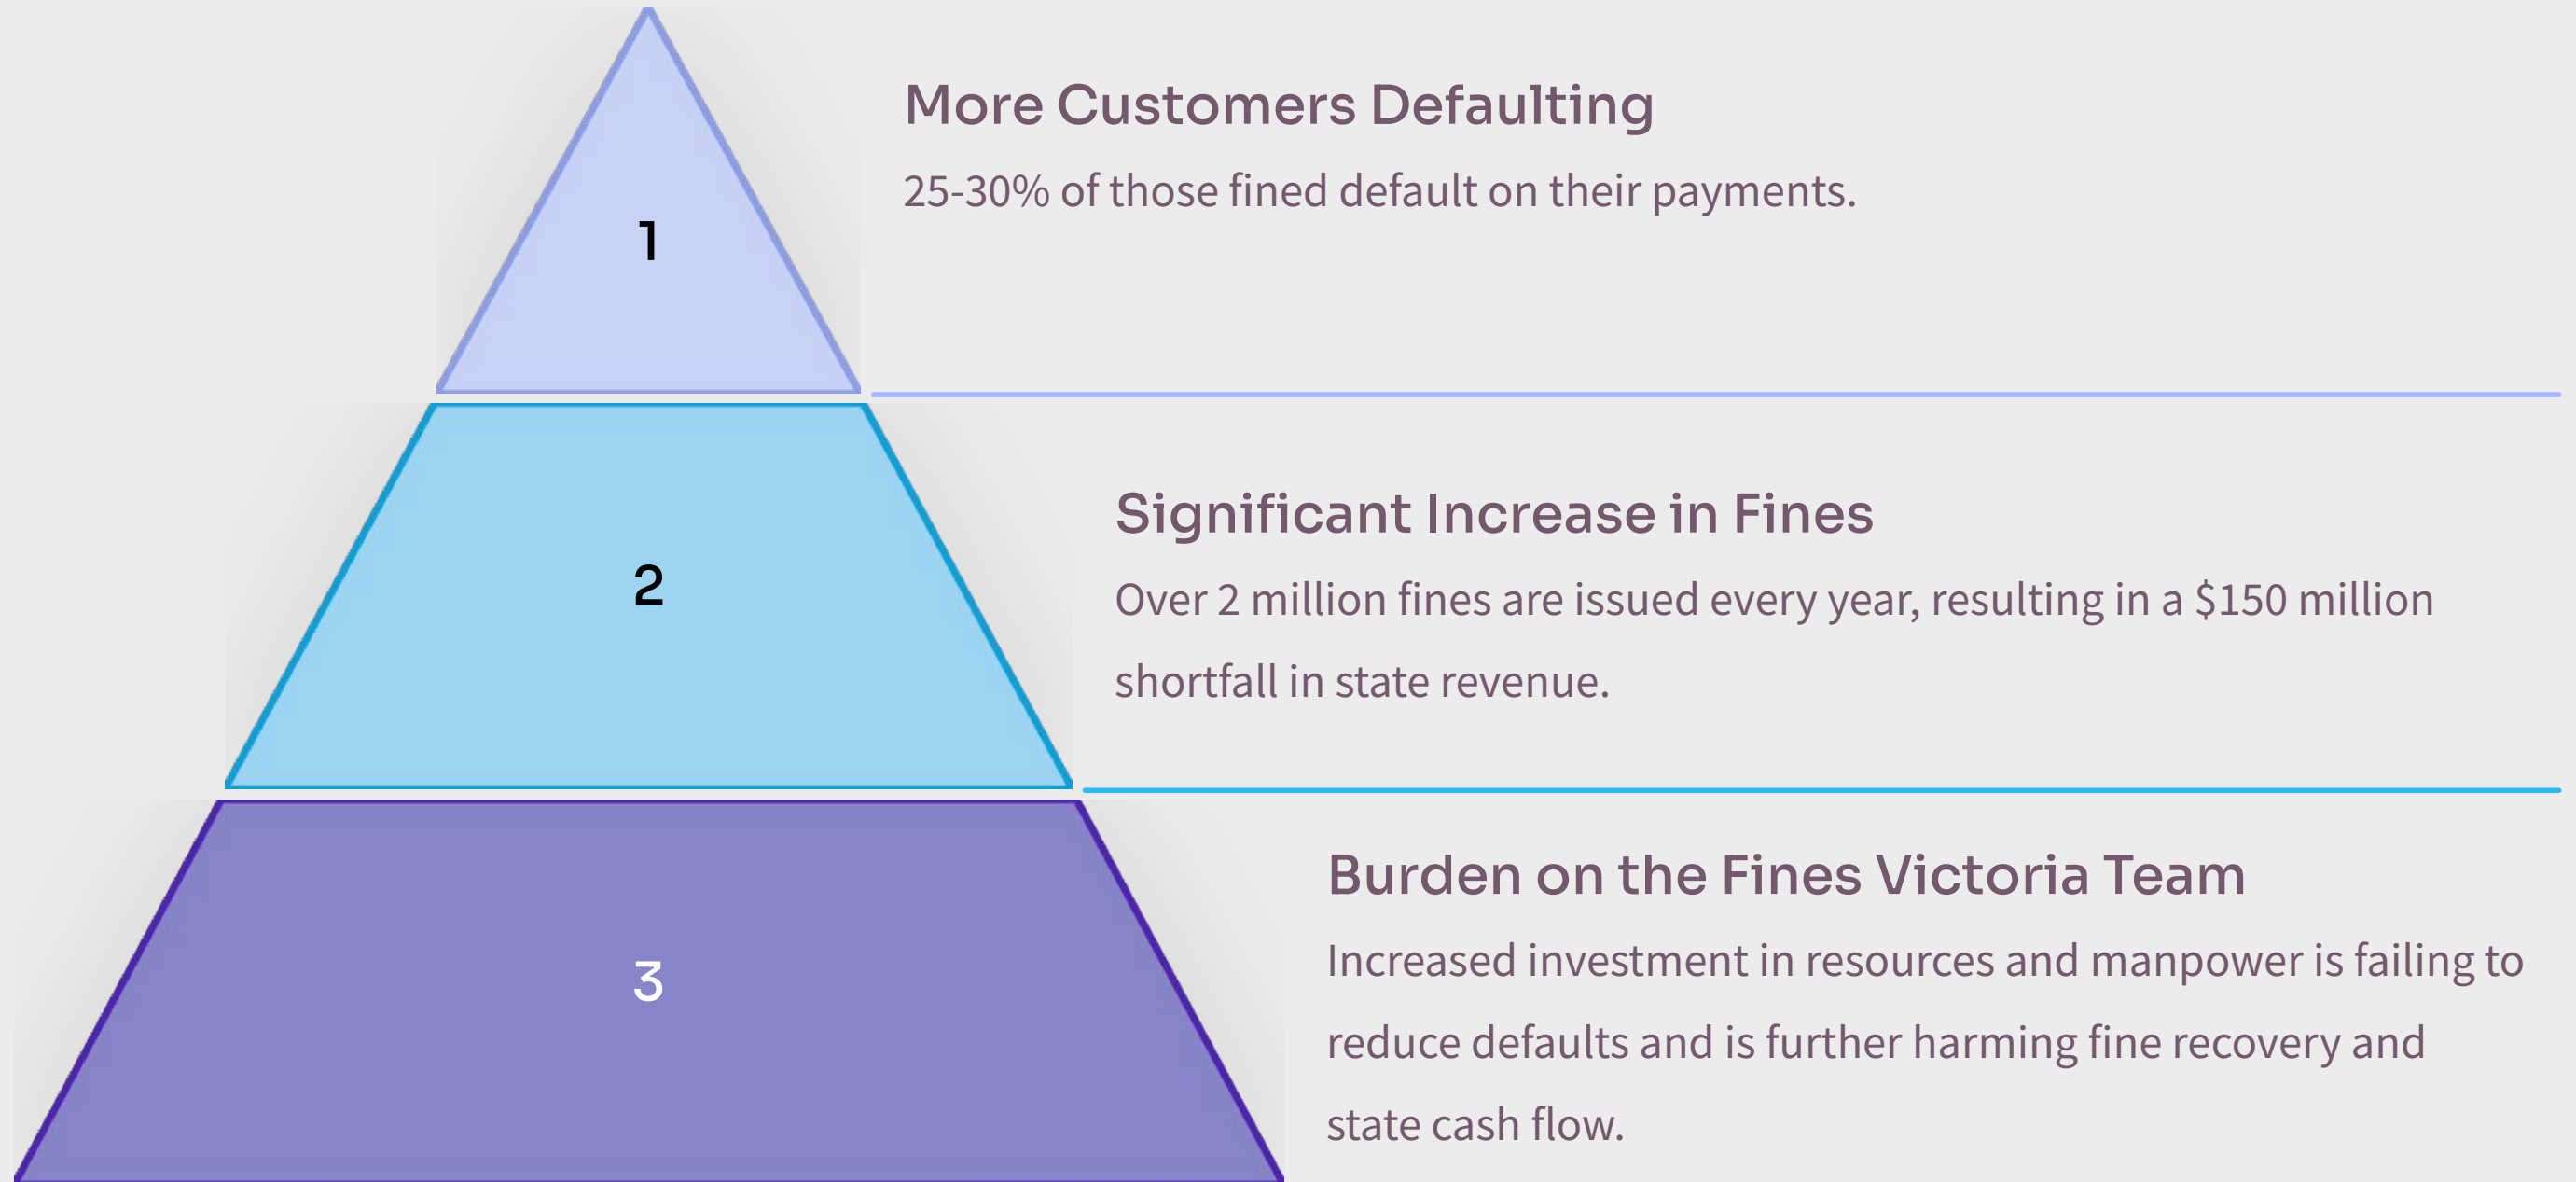 1
More Customers Defaulting
25-30% of those fined default on their payments.
2
Significant Increase in Fines
Over 2 million fines are issued every year, resulting in a $150 million
shortfall in state revenue.
3
Burden on the Fines Victoria Team
Increased investment in resources and manpower is failing to
reduce defaults and is further harming fine recovery and
state cash flow.